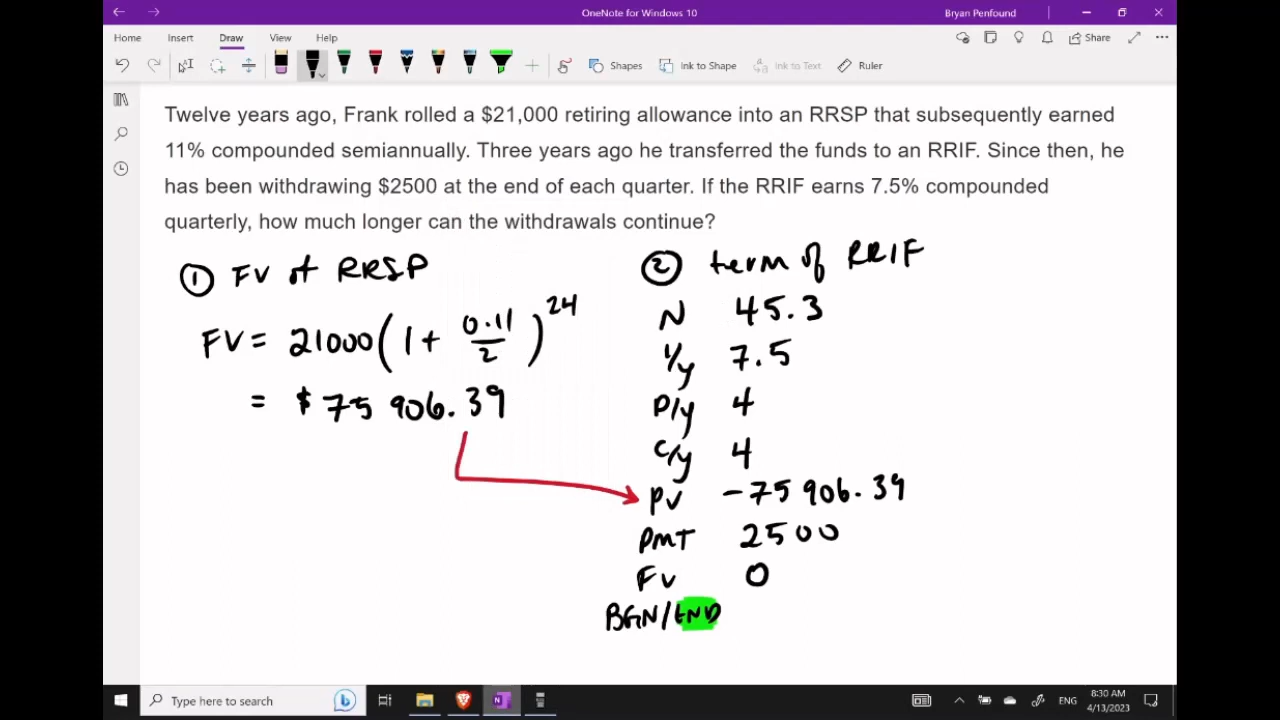 OneNote for Windows 10
Bryan Penfound
Home Insert Draw View Help
Share
Shapes Ink to Shape Ink to Text Ruler
Twelve years ago, Frank rolled a $21,000 retiring allowance into an RRSP that subsequently earned
11% compounded semiannually. Three years ago he transferred the funds to an RRIF. Since then, he
has been withdrawing $2500 at the end of each quarter. If the RRIF earns 7.5% compounded
quarterly, how much longer can the withdrawals continue?
① FV of RRSP
FV = 21000(1 + 0.11/2)^24
= $75 906.39
② term of RRIF
N 45.3
I/y 7.5
P/y 4
C/y 4
PV -75 906.39
PMT 2500
FV 0
BGN/END
Type here to search
ENG
8:30 AM
4/13/2023